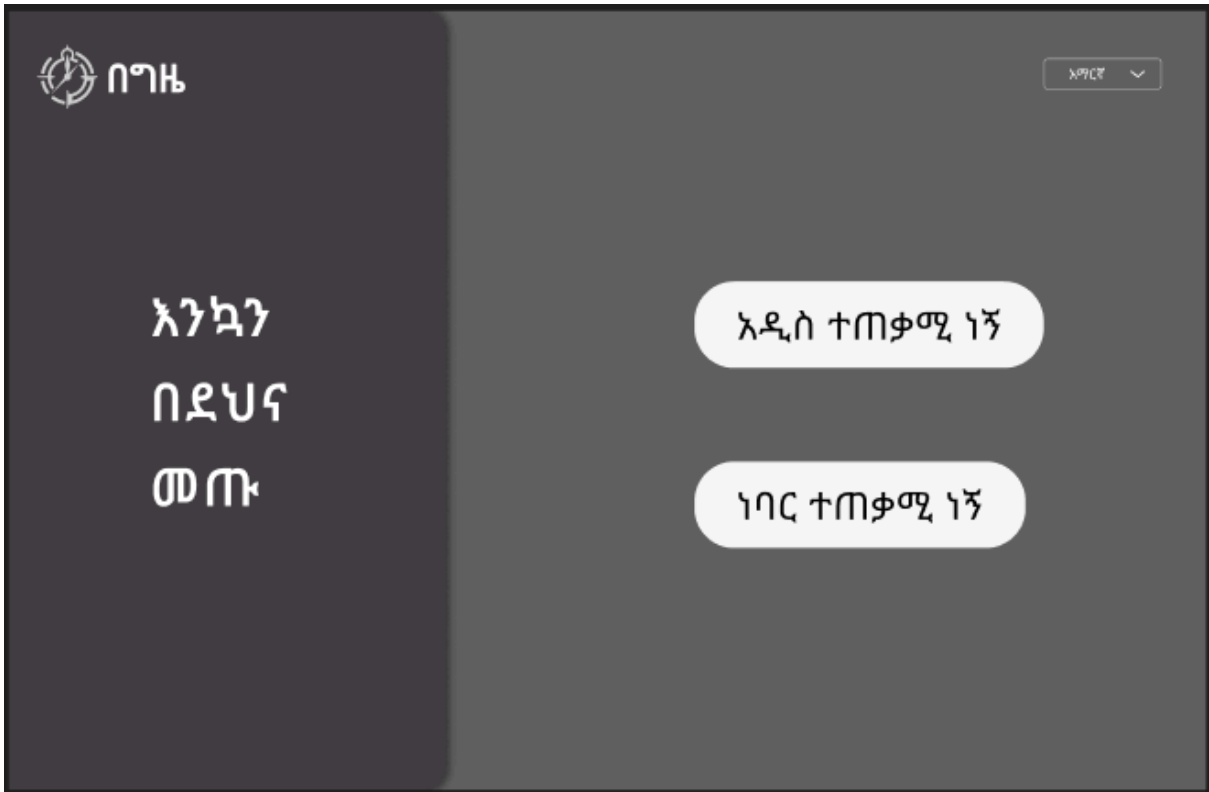 በግዜ
አማርኛ
እንኳን
በደህና
መጡ
አዲስ ተጠቃሚ ነኝ
ነባር ተጠቃሚ ነኝ